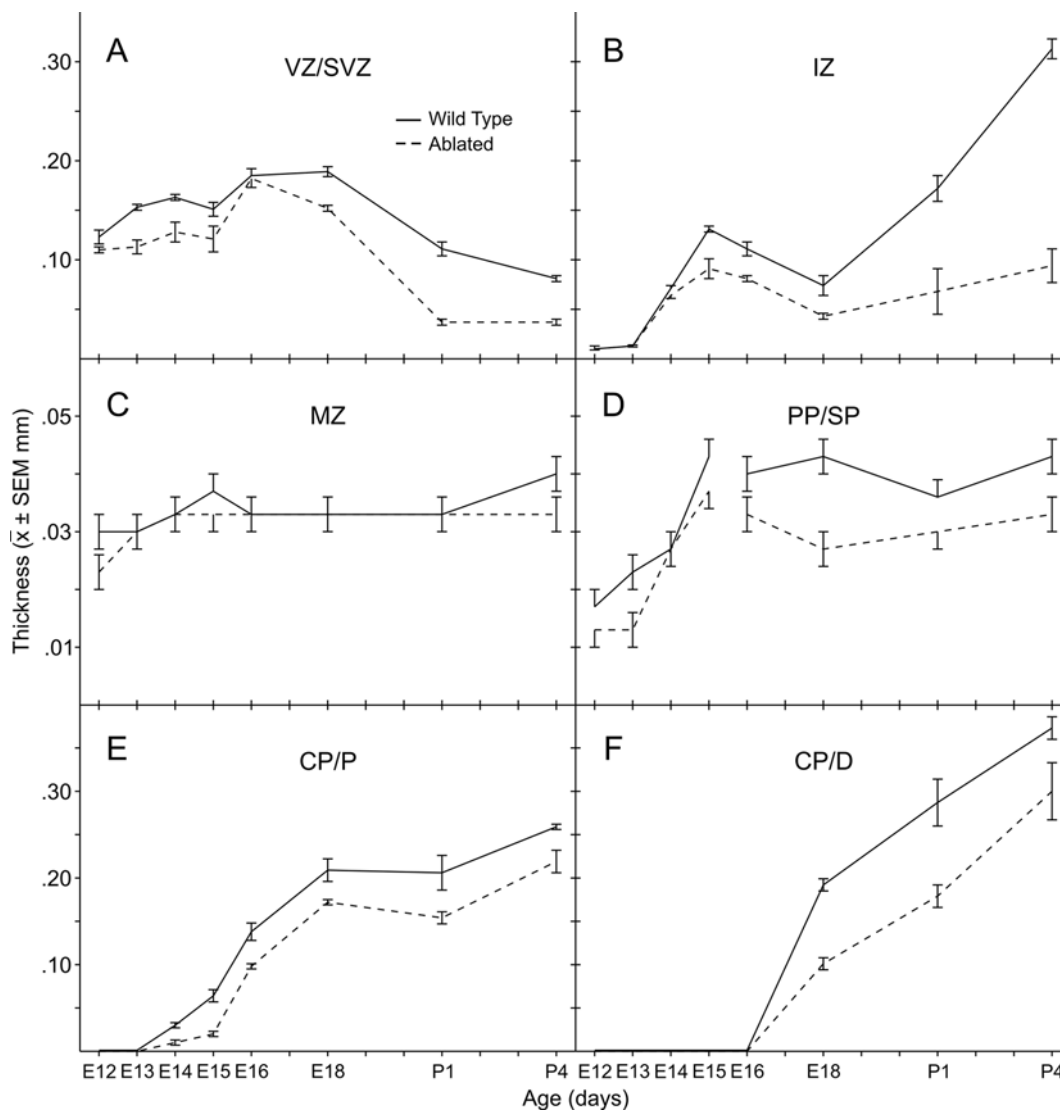 A
VZ/SVZ
Wild Type
Ablated
B
IZ
.30
.20
.10
C
MZ
D
PP/SP
.05
.03
.01
E
CP/P
F
CP/D
.30
.20
.10
Thickness (x̄ ± SEM mm)
E12 E13 E14 E15 E16 E18 P1 P4
E12 E13 E14 E15 E16 E18 P1 P4
Age (days)